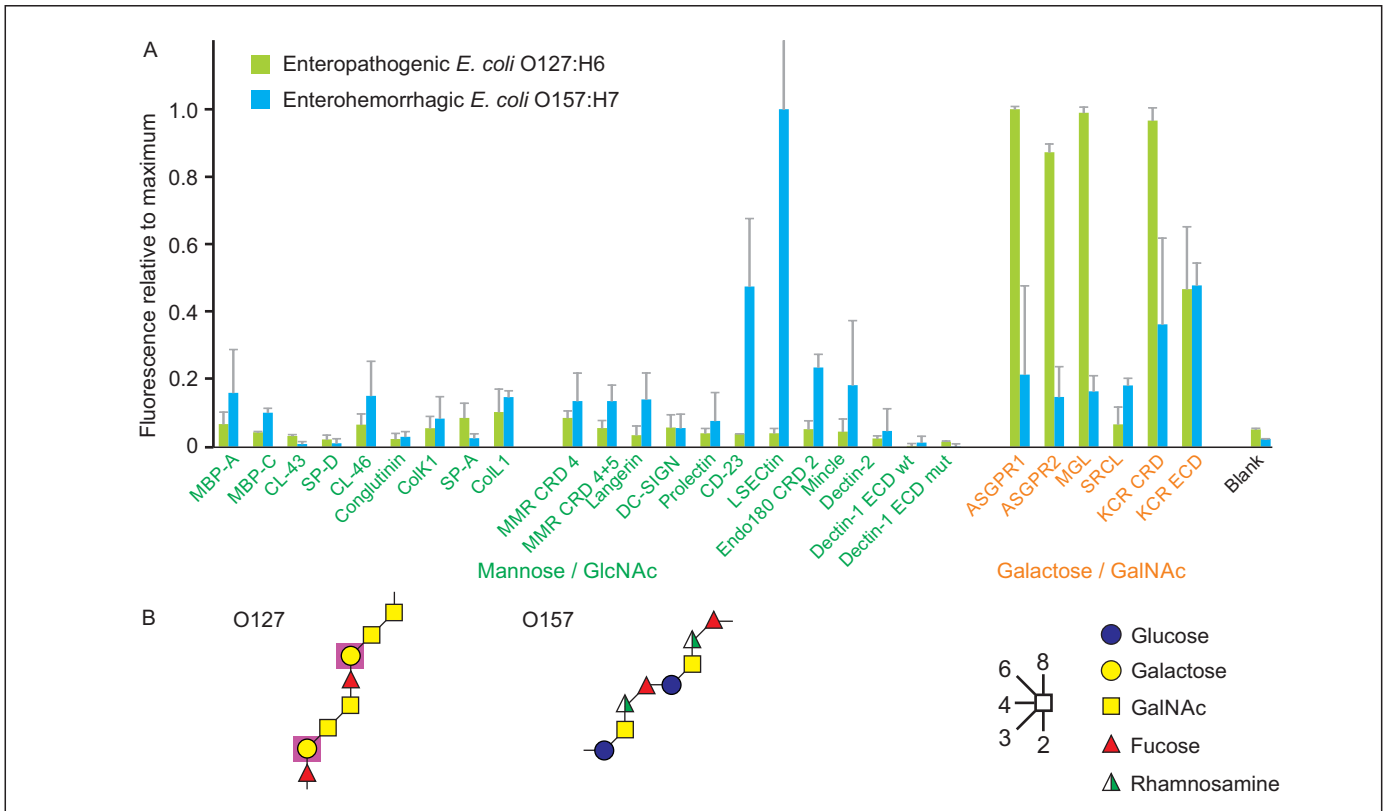 A
Enteropathogenic E. coli O127:H6
Enterohemorrhagic E. coli O157:H7
Fluorescence relative to maximum
1.0
0.8
0.6
0.4
0.2
0
MBP-A
MBP-C
CL-43
SP-D
CL-46
Conglutinin
ColK1
SP-A
ColL1
MMR CRD 4
MMR CRD 4+5
Langerin
DC-SIGN
Prolectin
CD-23
LSECtin
Endo180 CRD 2
Mincle
Dectin-2
Dectin-1 ECD wt
Dectin-1 ECD mut
ASGPR1
ASGPR2
MGL
SRCL
KCR CRD
KCR ECD
Blank
Mannose / GlcNAc
Galactose / GalNAc
B
O127
O157
6
8
4
3
2
Glucose
Galactose
GalNAc
Fucose
Rhamnosamine